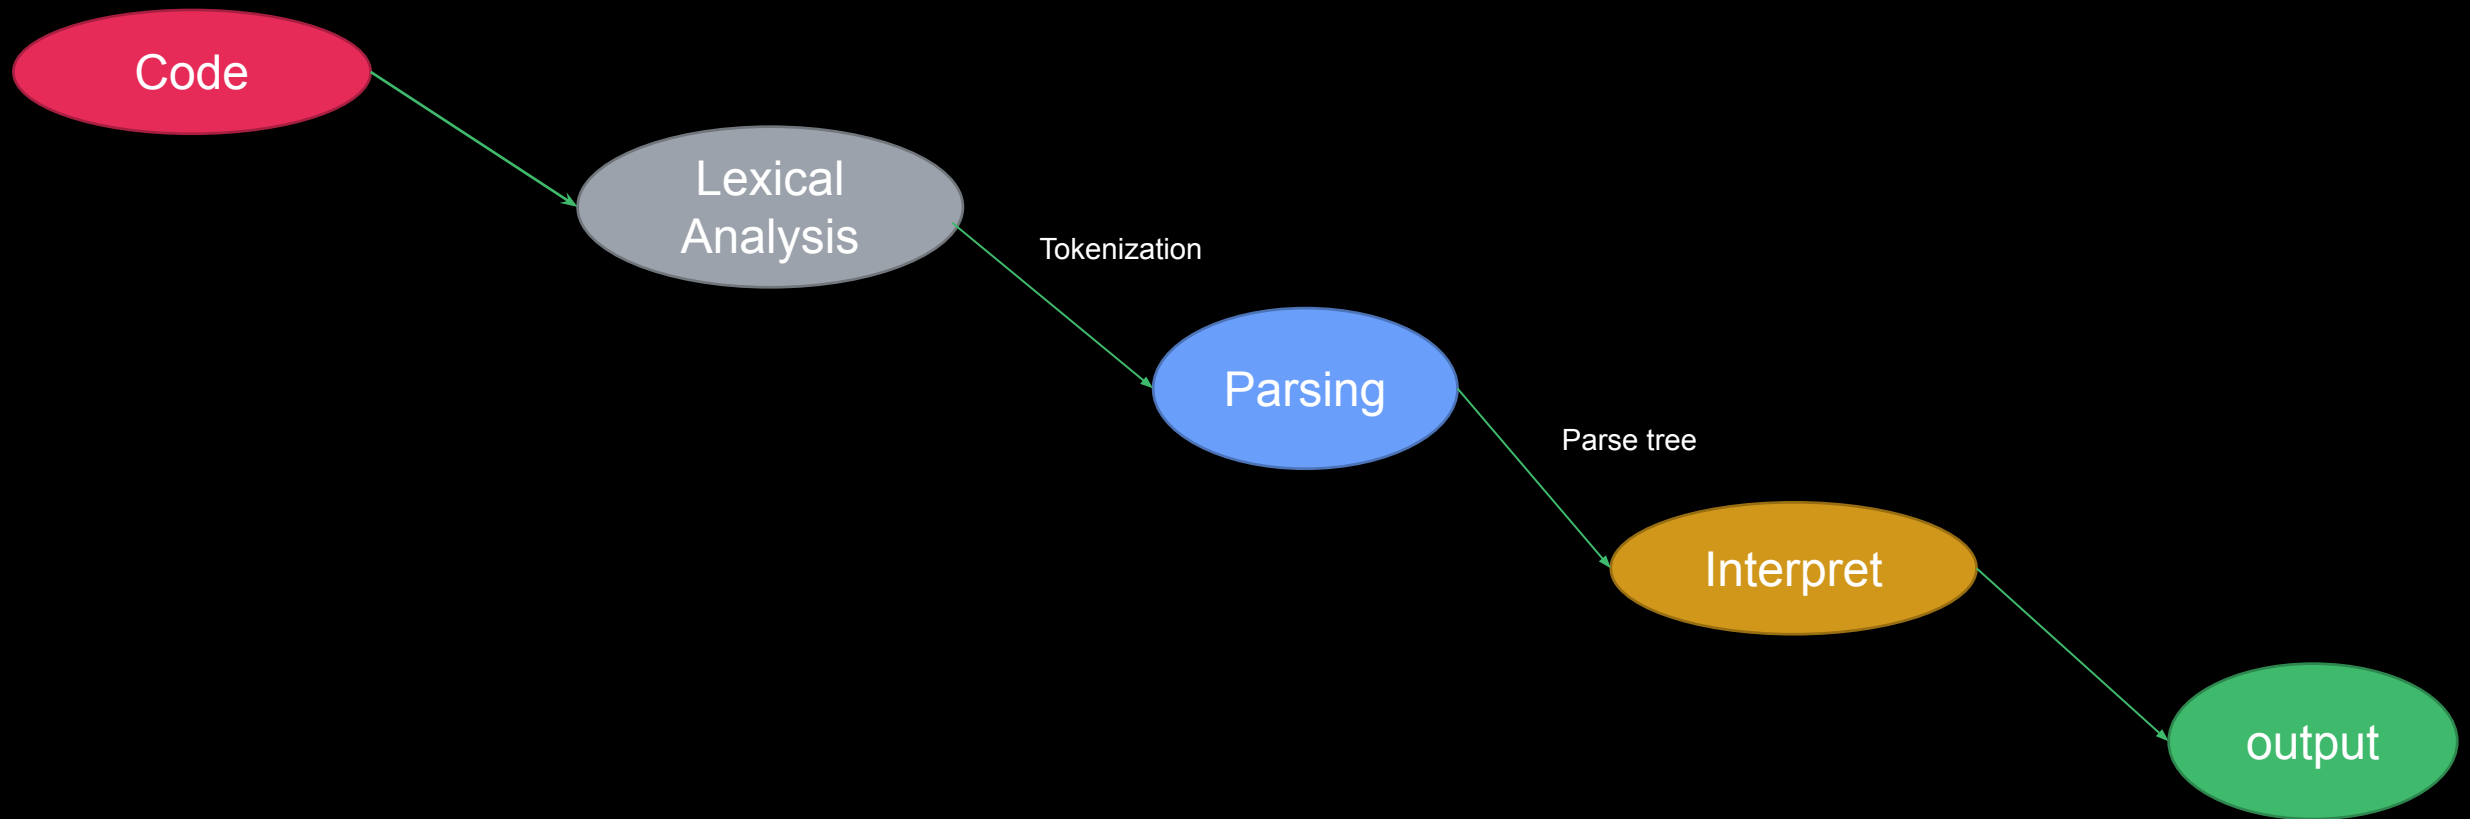 Code
Lexical
Analysis
Tokenization
Parsing
Parse tree
Interpret
output